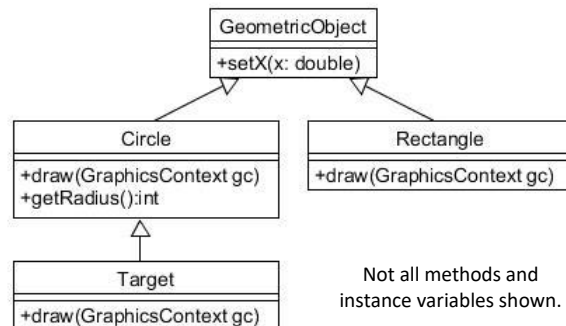 GeometricObject
+setX(x: double)
Circle
+draw(GraphicsContext gc)
+getRadius():int
Rectangle
+draw(GraphicsContext gc)
Target
+draw(GraphicsContext gc)
Not all methods and
instance variables shown.